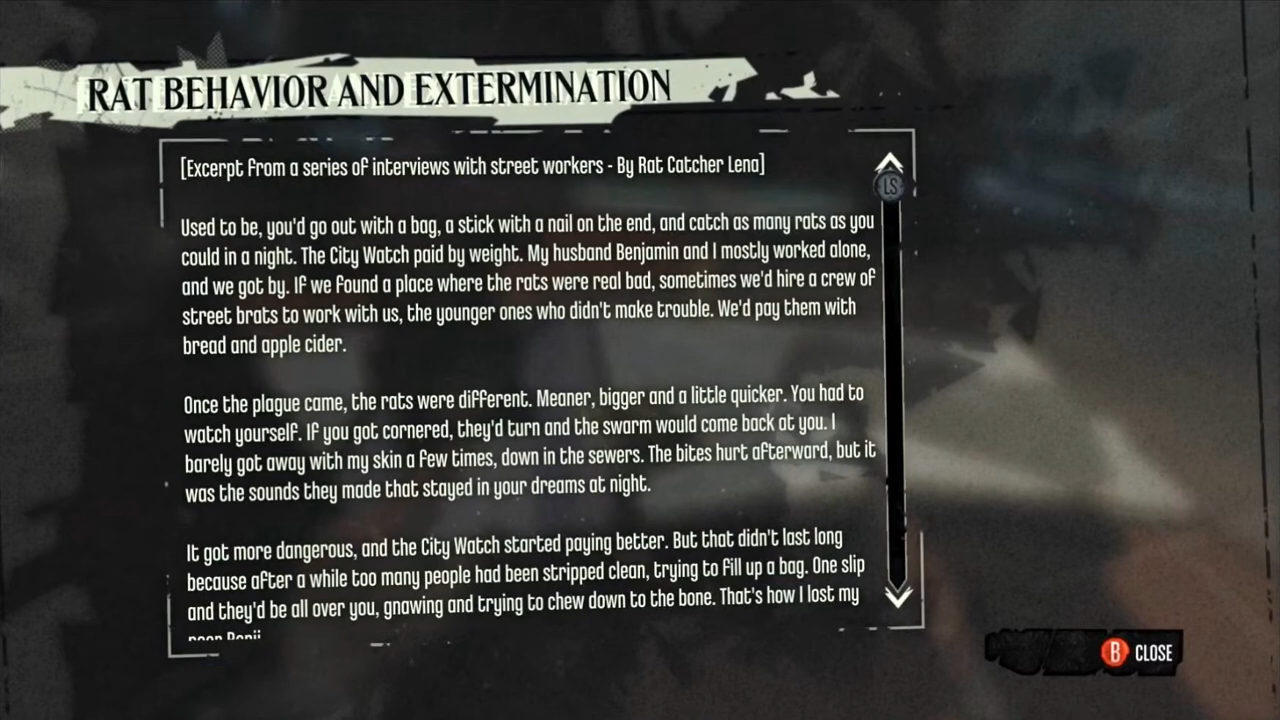 RAT BEHAVIOR AND EXTERMINATION
[Excerpt from a series of interviews with street workers - By Rat Catcher Lena]
LS
Used to be, you'd go out with a bag, a stick with a nail on the end, and catch as many rats as you
could in a night. The City Watch paid by weight. My husband Benjamin and I mostly worked alone,
and we got by. If we found a place where the rats were real bad, sometimes we'd hire a crew of
street brats to work with us, the younger ones who didn't make trouble. We'd pay them with
bread and apple cider.
Once the plague came, the rats were different. Meaner, bigger and a little quicker. You had to
watch yourself. If you got cornered, they'd turn and the swarm would come back at you. I
barely got away with my skin a few times, down in the sewers. The bites hurt afterward, but it
was the sounds they made that stayed in your dreams at night.
It got more dangerous, and the City Watch started paying better. But that didn't last long
because after a while too many people had been stripped clean, trying to fill up a bag. One slip
and they'd be all over you, gnawing and trying to chew down to the bone. That's how I lost my
B CLOSE